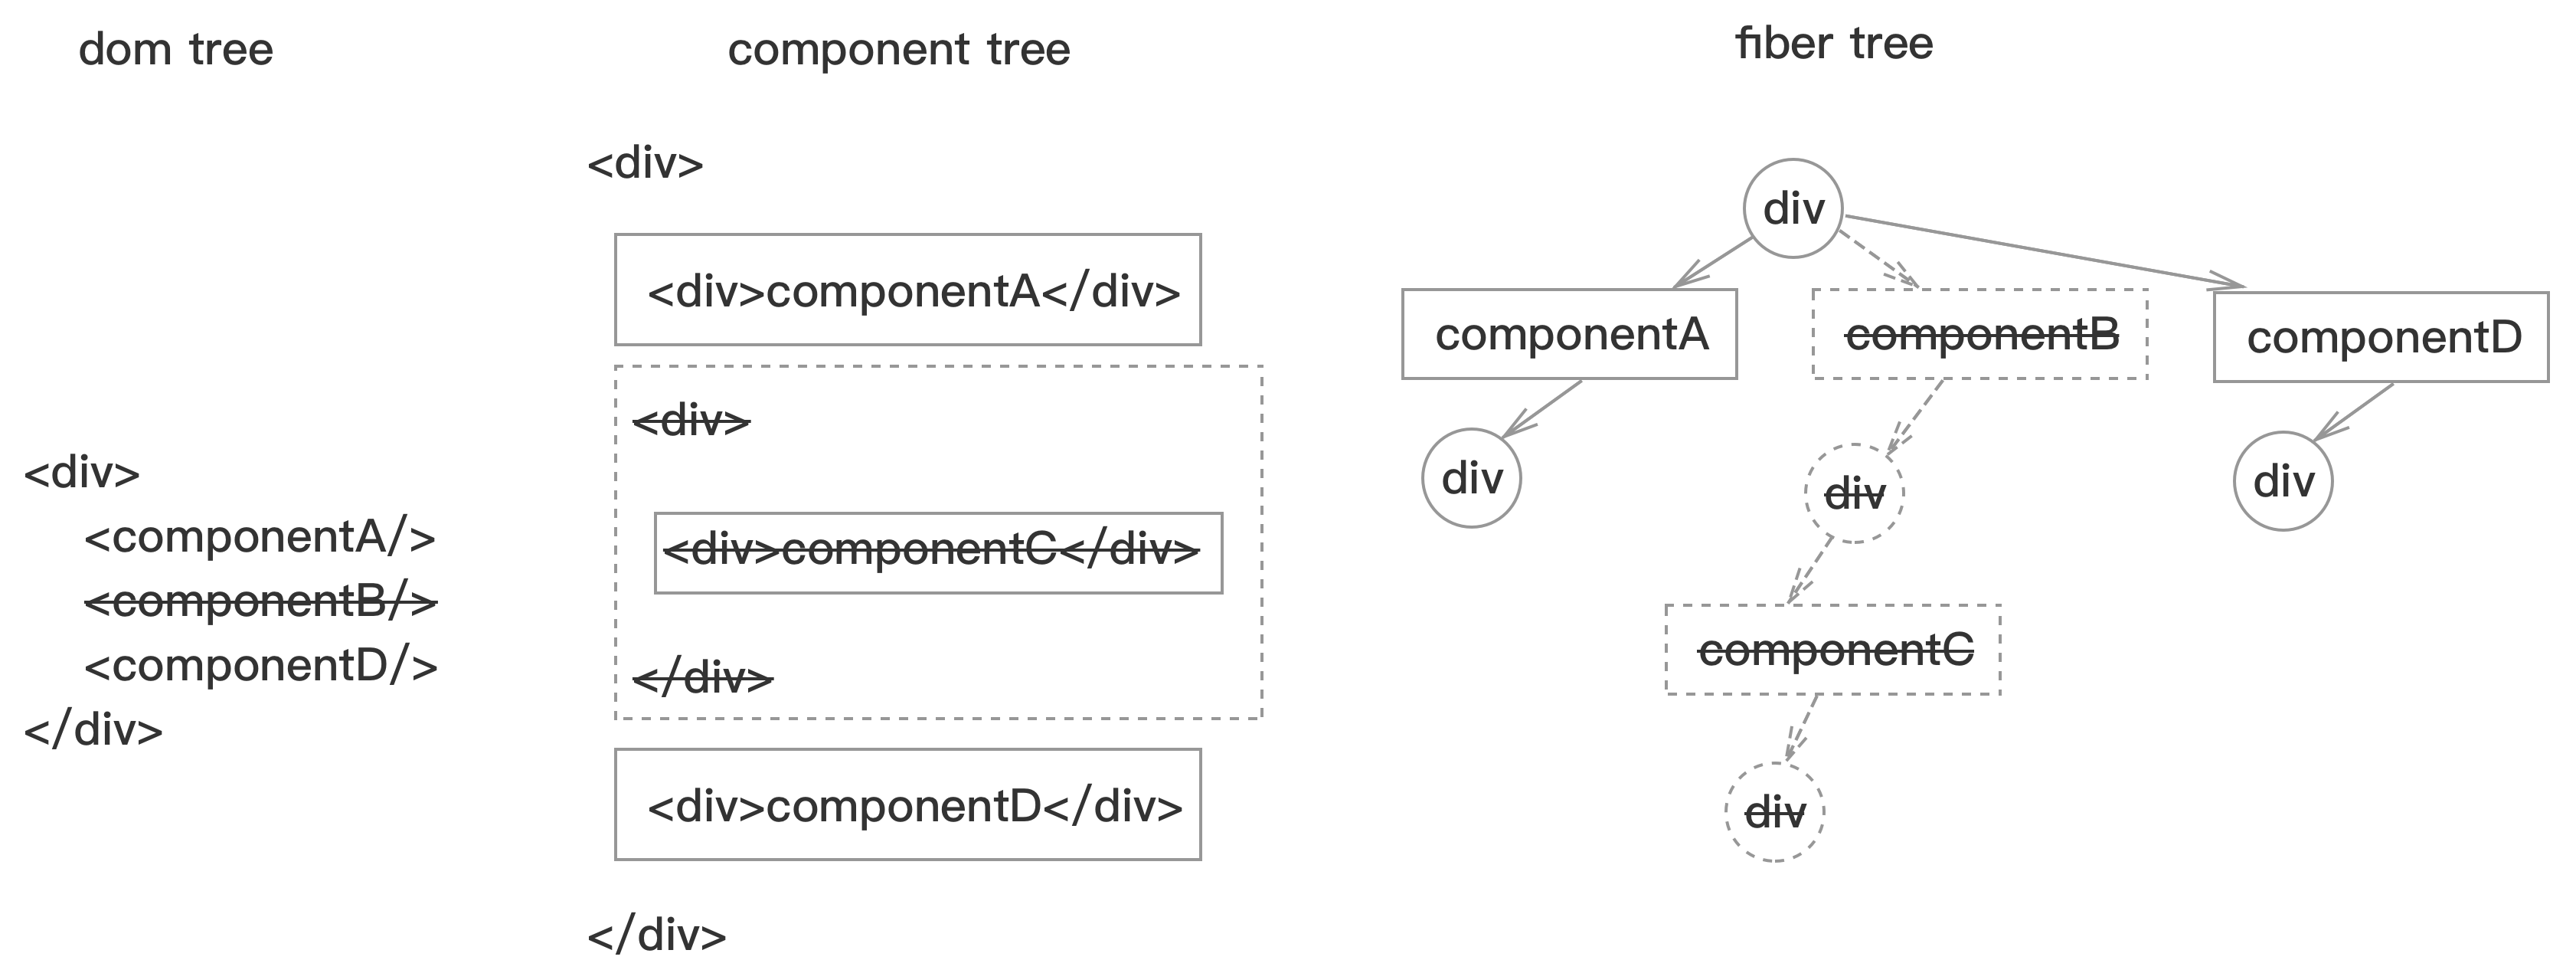 dom tree
<div>
<componentA/>
<componentB/>
<componentD/>
</div>
component tree
<div>
<div>componentA</div>
<div>
<div>componentC</div>
</div>
<div>componentD</div>
</div>
fiber tree
div
componentA
componentB
componentD
div
div
div
componentC
div